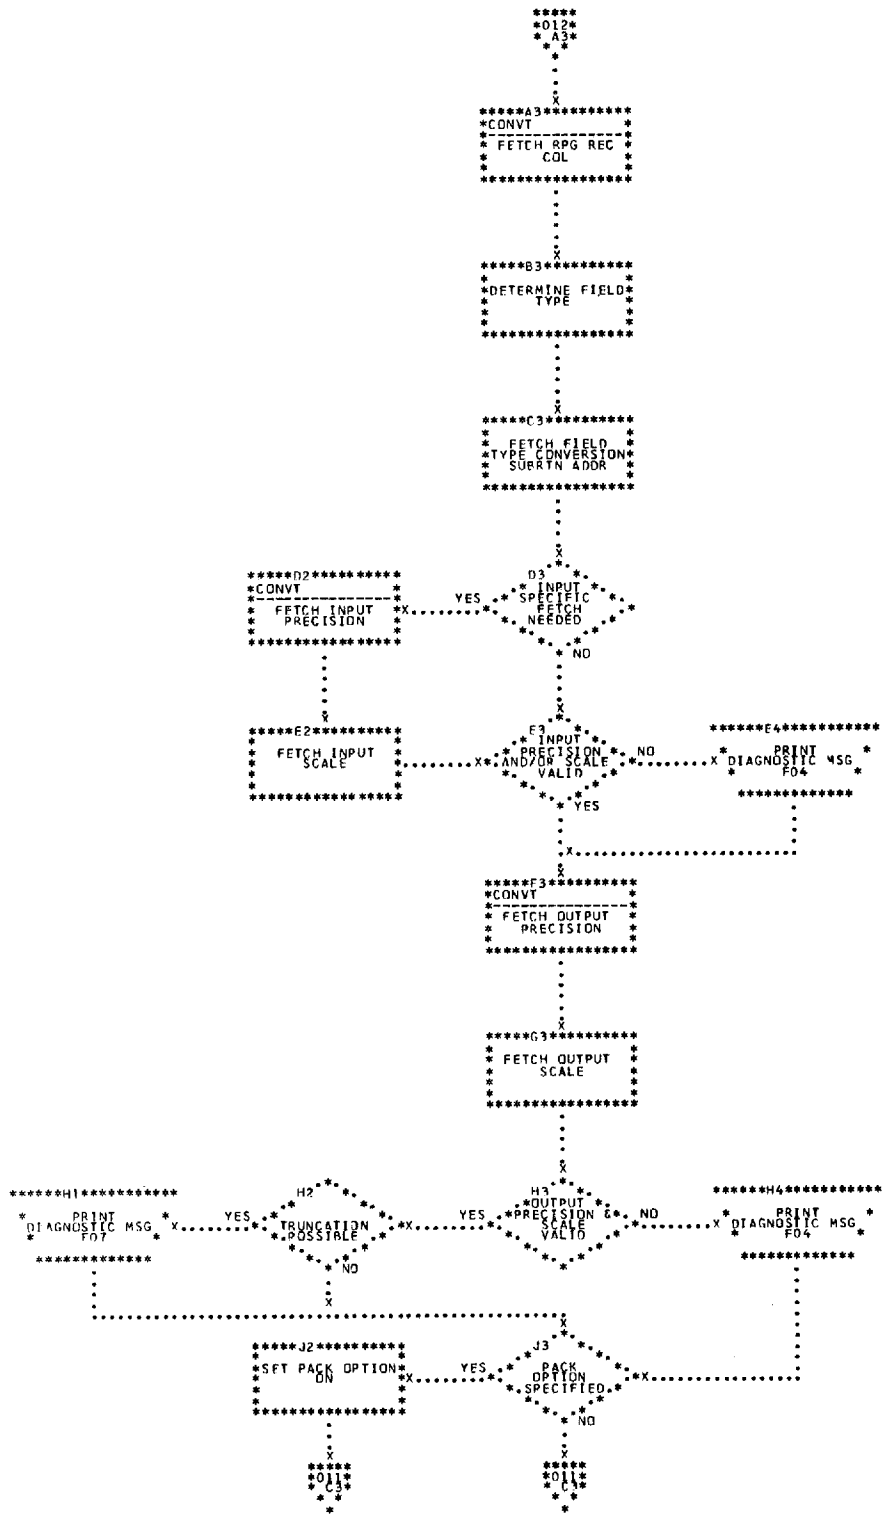 *****
*012*
A3*
*****A3**********
*CONVT
FETCH RPG REC
COL
*****B3**********
*DETERMINE FIELD*
TYPE
*****C3**********
FETCH FIELD
*TYPE CONVERSION*
SUBRTN ADDR
*****D2**********
*CONVT
FETCH INPUT
PRECISION
YES
D3
INPUT
SPECIFIC
FETCH
NEEDED
NO
*****E2**********
FETCH INPUT
SCALE
E3
INPUT
PRECISION
AND/OR SCALE
VALID
NO
YES
******E4***********
PRINT
DIAGNOSTIC MSG
F04
*****F3**********
*CONVT
FETCH OUTPUT
PRECISION
*****G3**********
FETCH OUTPUT
SCALE
******H1***********
PRINT
DIAGNOSTIC MSG
F07
YES
H2
TRUNCATION
POSSIBLE
NO
YES
H3
OUTPUT
PRECISION &
SCALE
VALID
NO
******H4***********
PRINT
DIAGNOSTIC MSG
F04
*****J2**********
*SET PACK OPTION*
ON
YES
J3
PACK
OPTION
SPECIFIED
NO
*****
*011*
C3*
*****
*011*
C3*